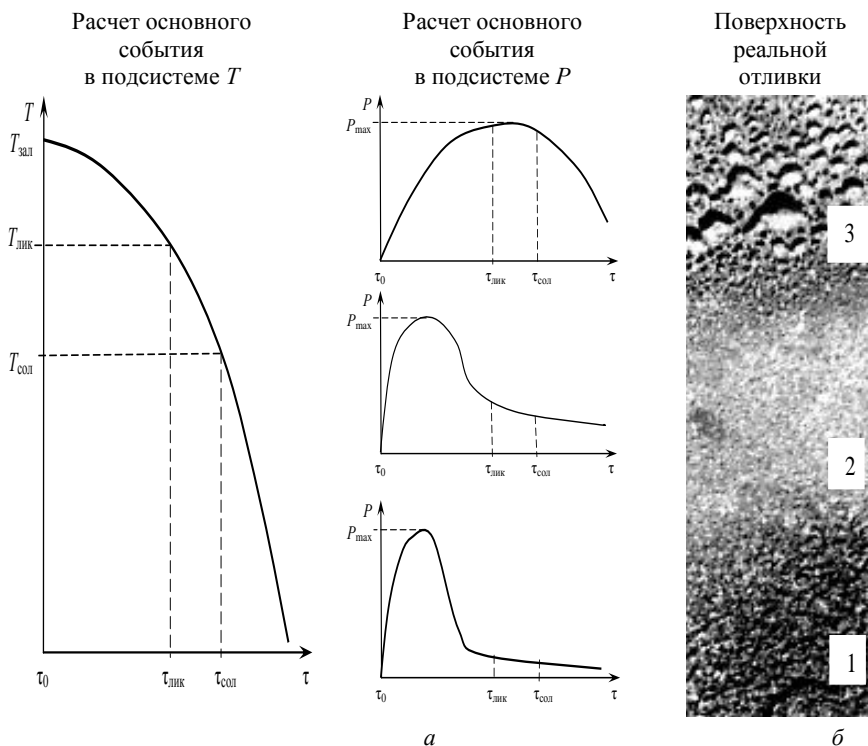 Расчет основного
события
в подсистеме T
Расчет основного
события
в подсистеме P
Поверхность
реальной
отливки
T
Tзал
Tлик
Tсол
τ0
τлик
τсол
τ
P
Pmax
τ0
τлик
τсол
τ
P
Pmax
τ0
τлик
τсол
τ
P
Pmax
τ0
τлик
τсол
τ
3
2
1
а
б